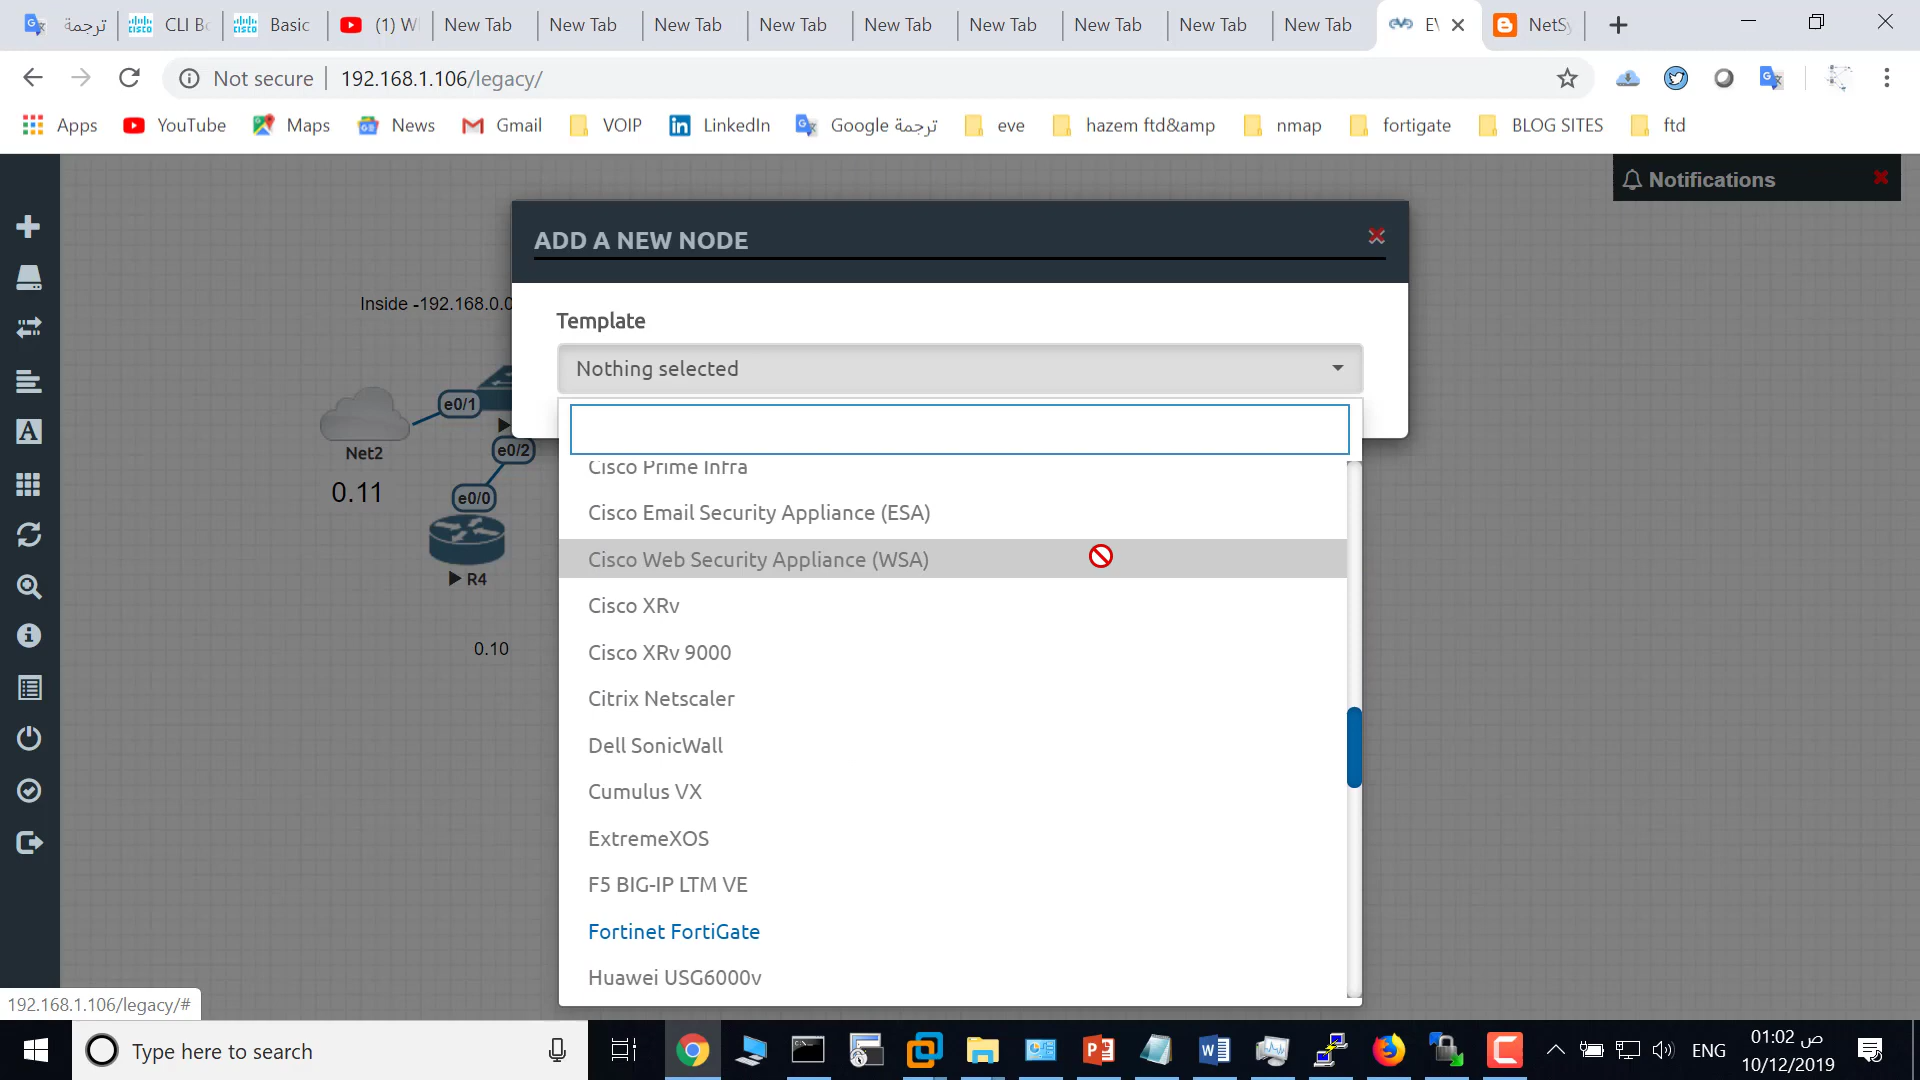 ترجمة
CLI Bo
Basic
(1) W
New Tab
New Tab
New Tab
New Tab
New Tab
New Tab
New Tab
New Tab
New Tab
EV
NetSy
Not secure
192.168.1.106/legacy/
Apps
YouTube
Maps
News
Gmail
VOIP
LinkedIn
ترجمة Google
eve
hazem ftd&amp
nmap
fortigate
BLOG SITES
ftd
Notifications
ADD A NEW NODE
Template
Nothing selected
Cisco Prime Infra
Cisco Email Security Appliance (ESA)
Cisco Web Security Appliance (WSA)
Cisco XRv
Cisco XRv 9000
Citrix Netscaler
Dell SonicWall
Cumulus VX
ExtremeXOS
F5 BIG-IP LTM VE
Fortinet FortiGate
Huawei USG6000v
Inside -192.168.0.0
e0/1
Net2
e0/2
0.11
e0/0
R4
0.10
192.168.1.106/legacy/#
Type here to search
ENG
01:02 ص
10/12/2019